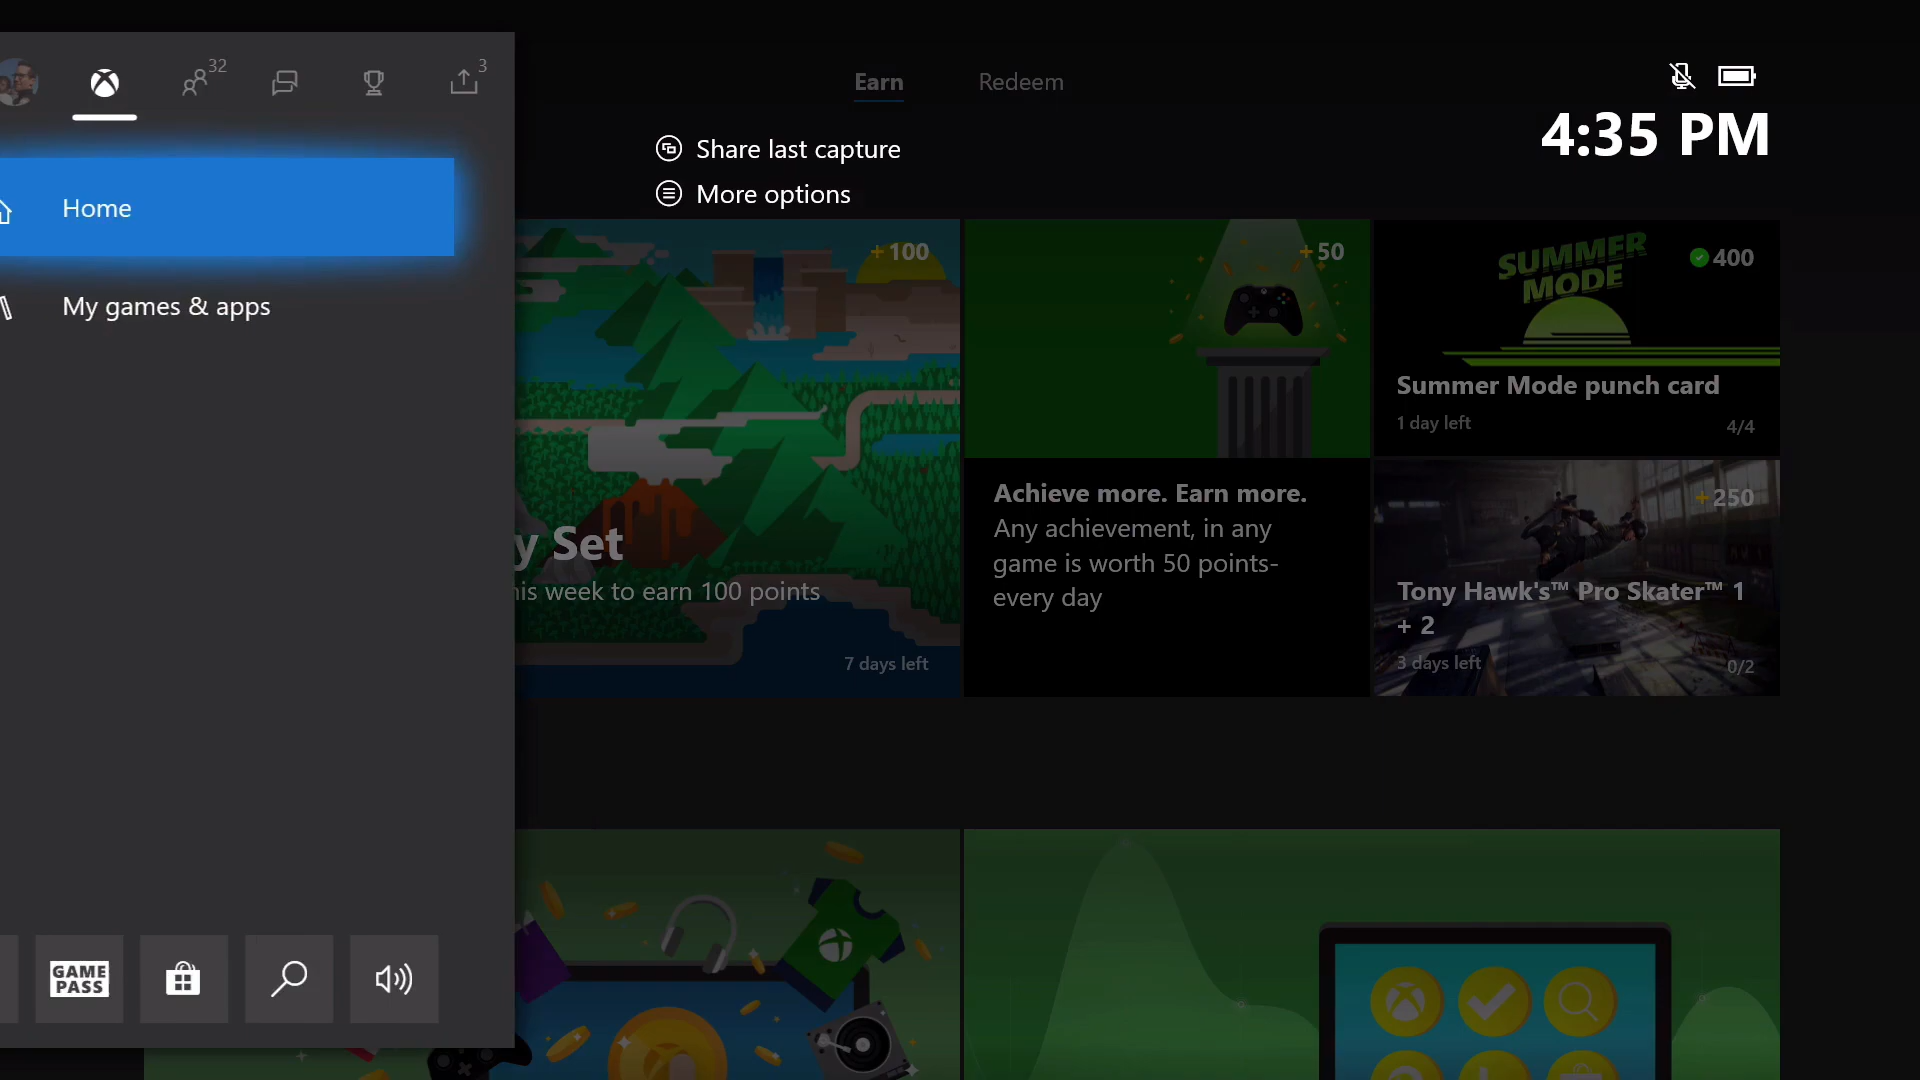 32
3
Earn
Redeem
Share last capture
More options
4:35 PM
Home
My games & apps
+100
y Set
his week to earn 100 points
7 days left
+50
Achieve more. Earn more.
Any achievement, in any
game is worth 50 points-
every day
SUMMER
MODE
400
Summer Mode punch card
1 day left
4/4
+250
Tony Hawk's™ Pro Skater™ 1
+ 2
3 days left
0/2
GAME
PASS